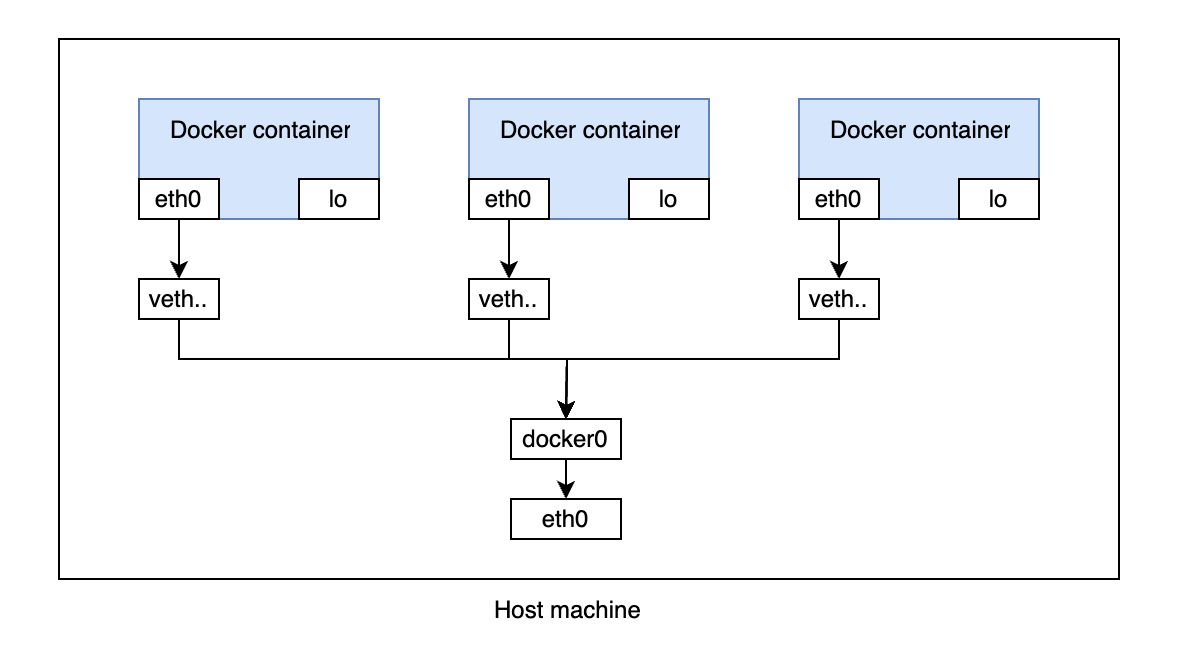 Docker container
Docker container
Docker container
eth0
lo
eth0
lo
eth0
lo
veth..
veth..
veth..
docker0
eth0
Host machine